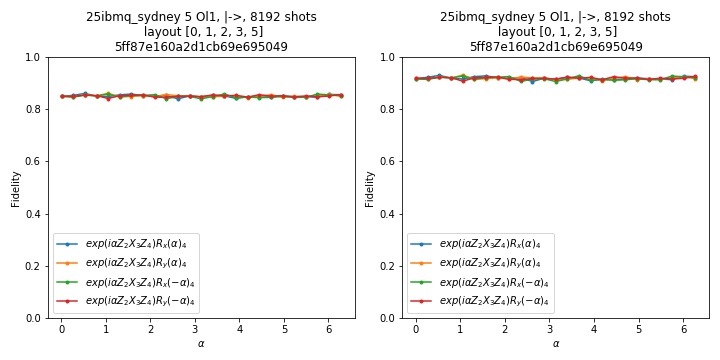 25ibmq_sydney 5 Ol1, |->, 8192 shots
layout [0, 1, 2, 3, 5]
5ff87e160a2d1cb69e695049
1.0
0.8
0.6
0.4
0.2
0.0
Fidelity
exp(iαZ₂X₃Z₄)Rₓ(α)₄
exp(iαZ₂X₃Z₄)Rᵧ(α)₄
exp(iαZ₂X₃Z₄)Rₓ(−α)₄
exp(iαZ₂X₃Z₄)Rᵧ(−α)₄
0 1 2 3 4 5 6
α
25ibmq_sydney 5 Ol1, |->, 8192 shots
layout [0, 1, 2, 3, 5]
5ff87e160a2d1cb69e695049
1.0
0.8
0.6
0.4
0.2
0.0
Fidelity
exp(iαZ₂X₃Z₄)Rₓ(α)₄
exp(iαZ₂X₃Z₄)Rᵧ(α)₄
exp(iαZ₂X₃Z₄)Rₓ(−α)₄
exp(iαZ₂X₃Z₄)Rᵧ(−α)₄
0 1 2 3 4 5 6
α